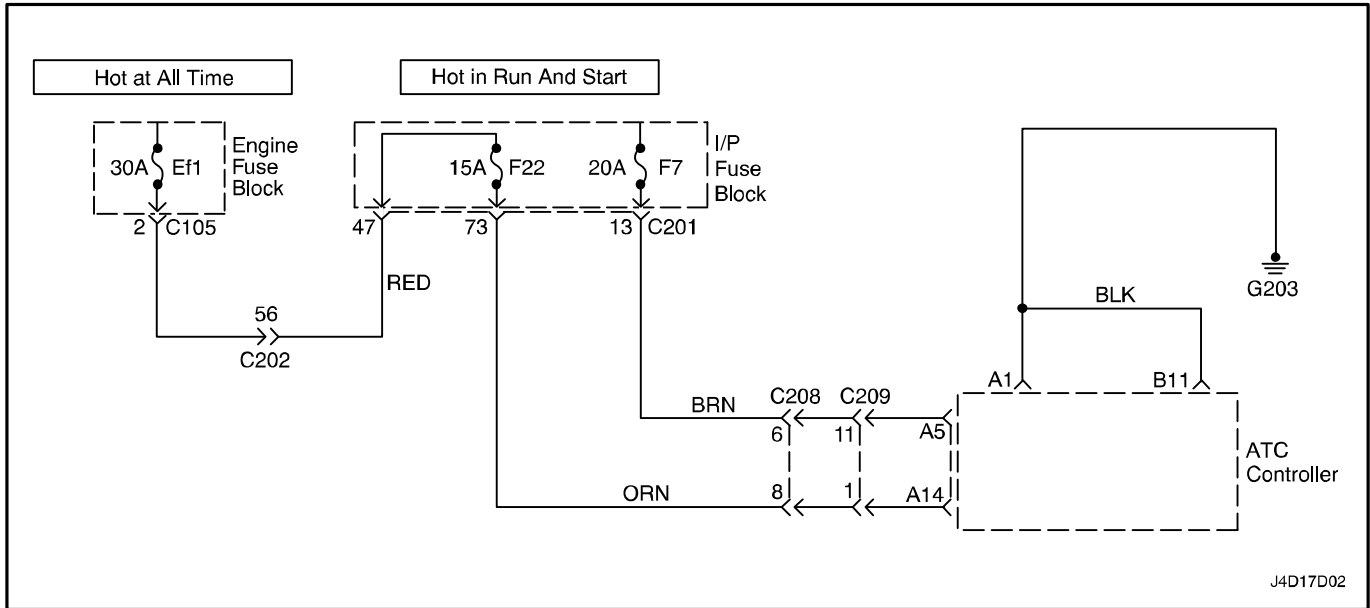 Hot at All Time
Hot in Run And Start
30A Ef1
Engine
Fuse
Block
15A F22
20A F7
I/P
Fuse
Block
2 C105
47
73
13 C201
RED
56
C202
G203
BLK
A1
B11
BRN
C208
C209
6
11
A5
ATC
Controller
ORN
8
1
A14
J4D17D02